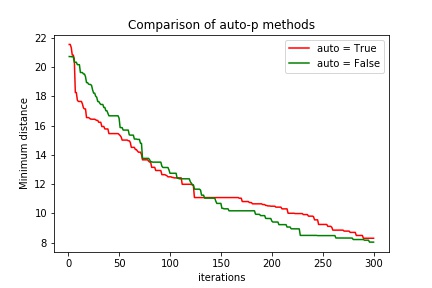 Comparison of auto-p methods
22
20
18
16
14
12
10
8
Minimum distance
auto = True
auto = False
0 50 100 150 200 250 300
iterations